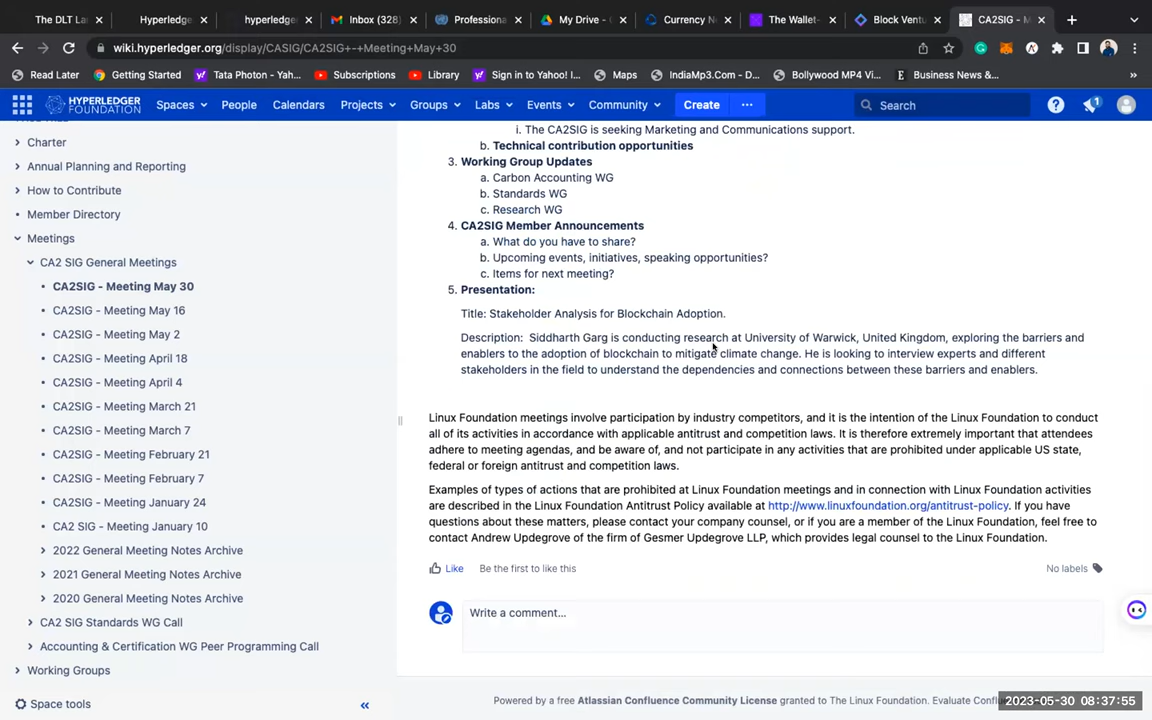 The DLT La
Hyperledge
hyperledge
Inbox (328)
Professiona
My Drive - G
Currency N
The Wallet-
Block Ventu
CA2SIG - M
wiki.hyperledger.org/display/CASIG/CA2SIG+-+Meeting+May+30
Read Later
Getting Started
Tata Photon - Yah...
Subscriptions
Library
Sign in to Yahoo! I...
Maps
IndiaMp3.Com – D...
Bollywood MP4 Vi...
Business News &...
»
HYPERLEDGER FOUNDATION
Spaces
People
Calendars
Projects
Groups
Labs
Events
Community
Create
Search
1
Charter
Annual Planning and Reporting
How to Contribute
Member Directory
Meetings
CA2 SIG General Meetings
CA2SIG - Meeting May 30
CA2SIG - Meeting May 16
CA2SIG - Meeting May 2
CA2SIG - Meeting April 18
CA2SIG - Meeting April 4
CA2SIG - Meeting March 21
CA2SIG - Meeting March 7
CA2SIG - Meeting February 21
CA2SIG - Meeting February 7
CA2SIG - Meeting January 24
CA2 SIG - Meeting January 10
2022 General Meeting Notes Archive
2021 General Meeting Notes Archive
2020 General Meeting Notes Archive
CA2 SIG Standards WG Call
Accounting & Certification WG Peer Programming Call
Working Groups
Space tools
«
i. The CA2SIG is seeking Marketing and Communications support.
b. Technical contribution opportunities
3. Working Group Updates
a. Carbon Accounting WG
b. Standards WG
c. Research WG
4. CA2SIG Member Announcements
a. What do you have to share?
b. Upcoming events, initiatives, speaking opportunities?
c. Items for next meeting?
5. Presentation:
Title: Stakeholder Analysis for Blockchain Adoption.
Description: Siddharth Garg is conducting research at University of Warwick, United Kingdom, exploring the barriers and
enablers to the adoption of blockchain to mitigate climate change. He is looking to interview experts and different
stakeholders in the field to understand the dependencies and connections between these barriers and enablers.
Linux Foundation meetings involve participation by industry competitors, and it is the intention of the Linux Foundation to conduct
all of its activities in accordance with applicable antitrust and competition laws. It is therefore extremely important that attendees
adhere to meeting agendas, and be aware of, and not participate in any activities that are prohibited under applicable US state,
federal or foreign antitrust and competition laws.
Examples of types of actions that are prohibited at Linux Foundation meetings and in connection with Linux Foundation activities
are described in the Linux Foundation Antitrust Policy available at http://www.linuxfoundation.org/antitrust-policy. If you have
questions about these matters, please contact your company counsel, or if you are a member of the Linux Foundation, feel free to
contact Andrew Updegrove of the firm of Gesmer Updegrove LLP, which provides legal counsel to the Linux Foundation.
Like
Be the first to like this
No labels
Write a comment...
Powered by a free Atlassian Confluence Community License granted to The Linux Foundation. Evaluate Conf
2023-05-30 08:37:55